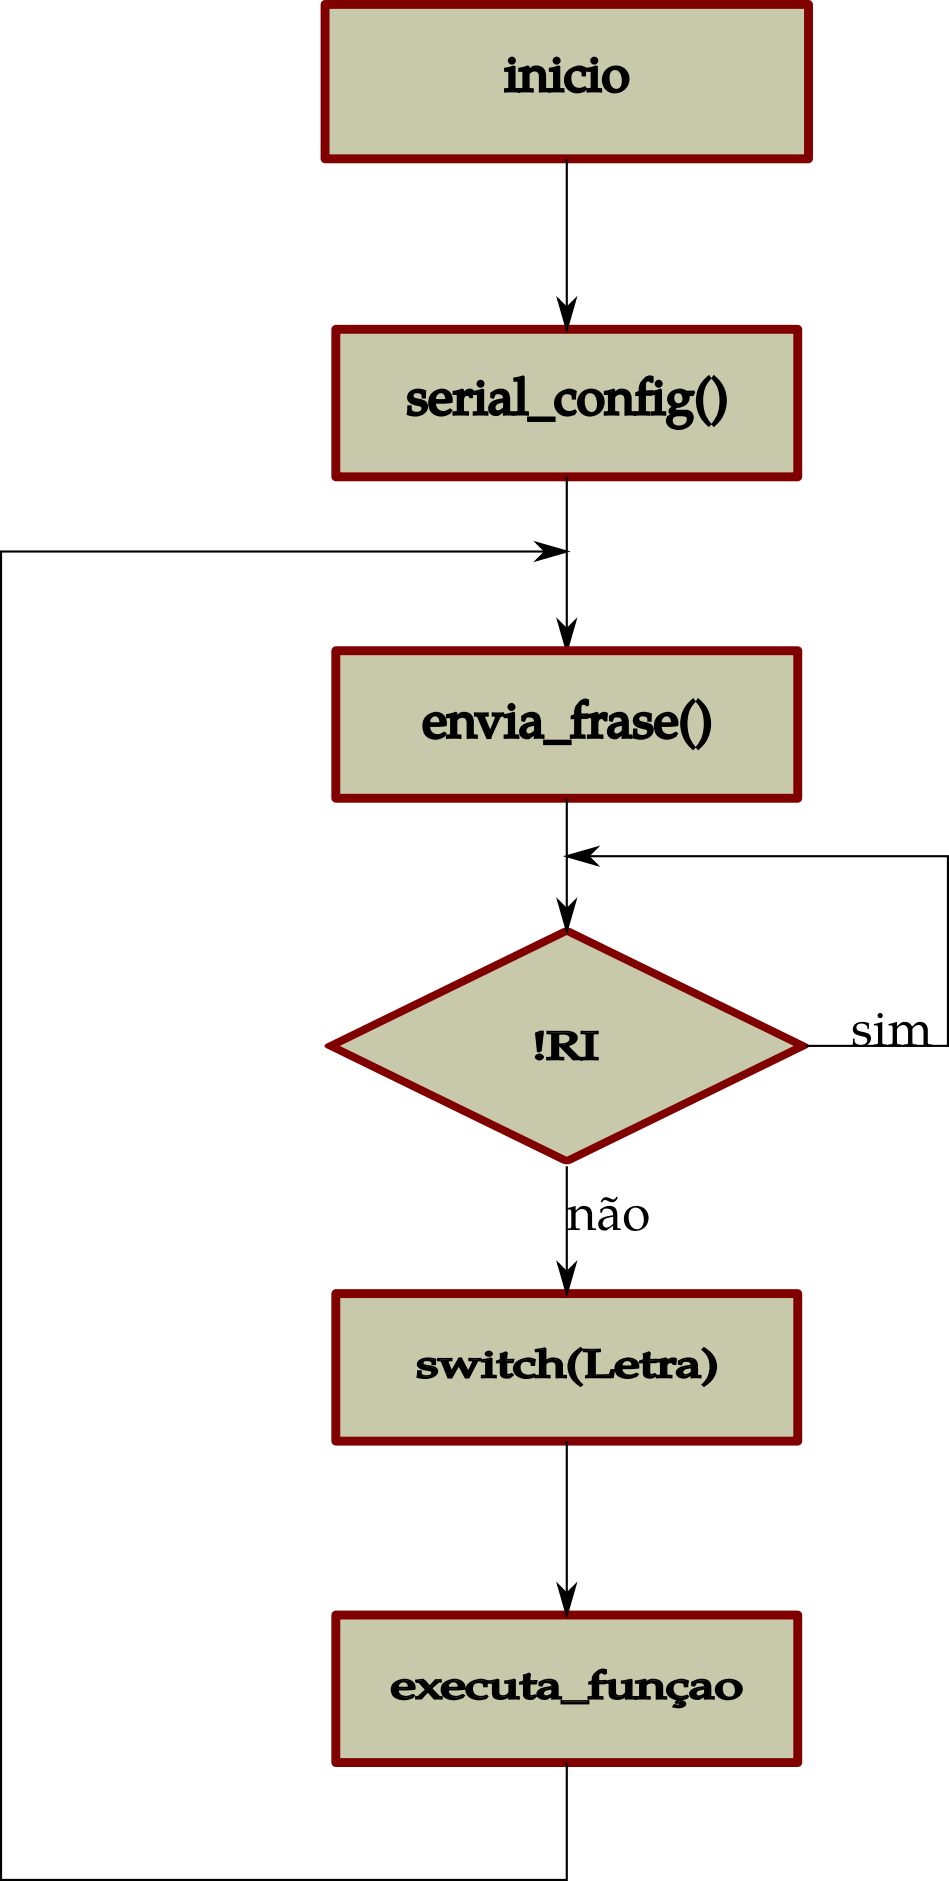 inicio
serial_config()
envia_frase()
!RI
sim
não
switch(Letra)
executa_funçao